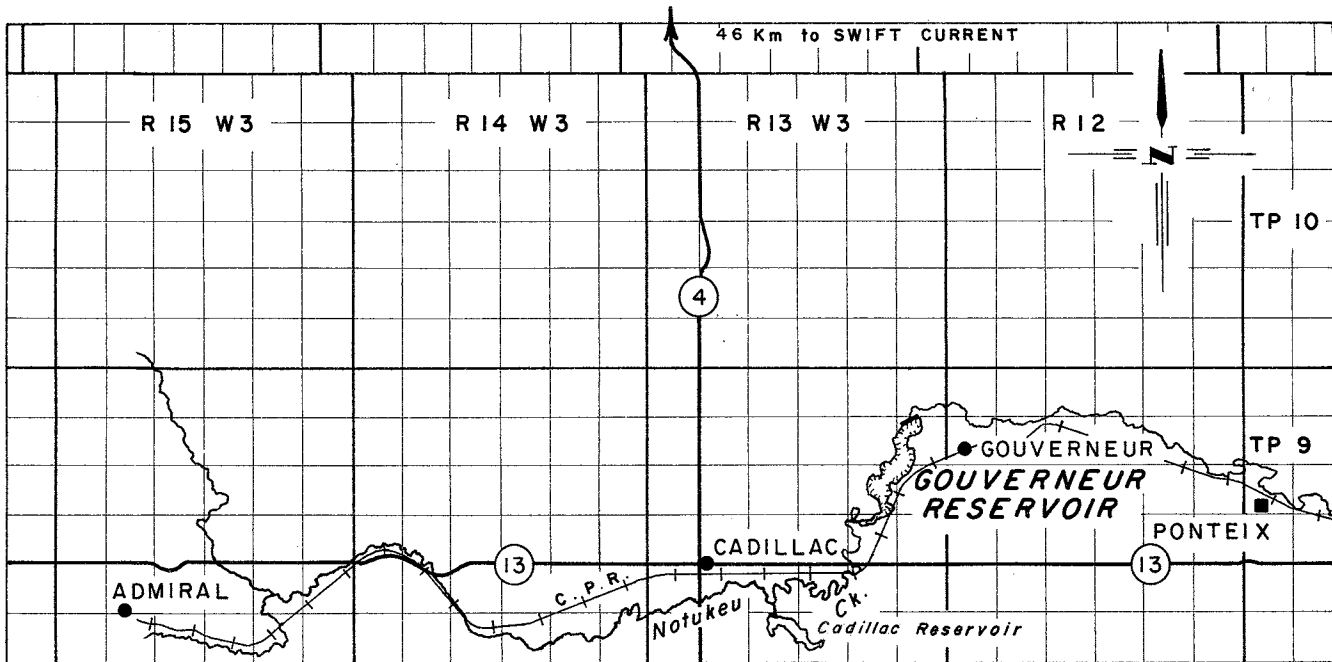 46 Km to SWIFT CURRENT
R 15 W3
R 14 W3
R 13 W3
R 12
N
TP 10
4
TP 9
GOUVERNEUR
GOUVERNEUR
RESERVOIR
PONTEIX
CADILLAC
13
13
ADMIRAL
C. P. R.
Notukeu
Ck.
Cadillac Reservoir